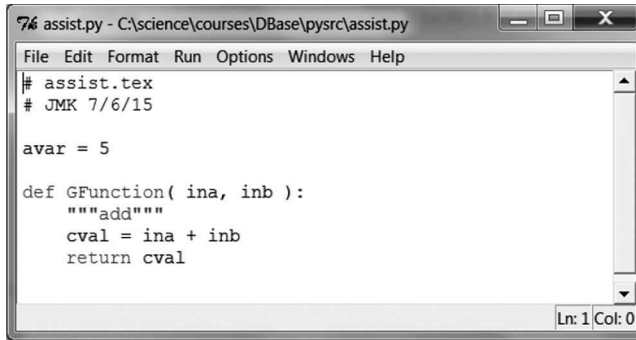 assist.py - C:\science\courses\DBase\pysrc\assist.py
File Edit Format Run Options Windows Help
# assist.tex
# JMK 7/6/15
avar = 5
def GFunction( ina, inb ):
    """add"""
    cval = ina + inb
    return cval
Ln: 1 Col: 0